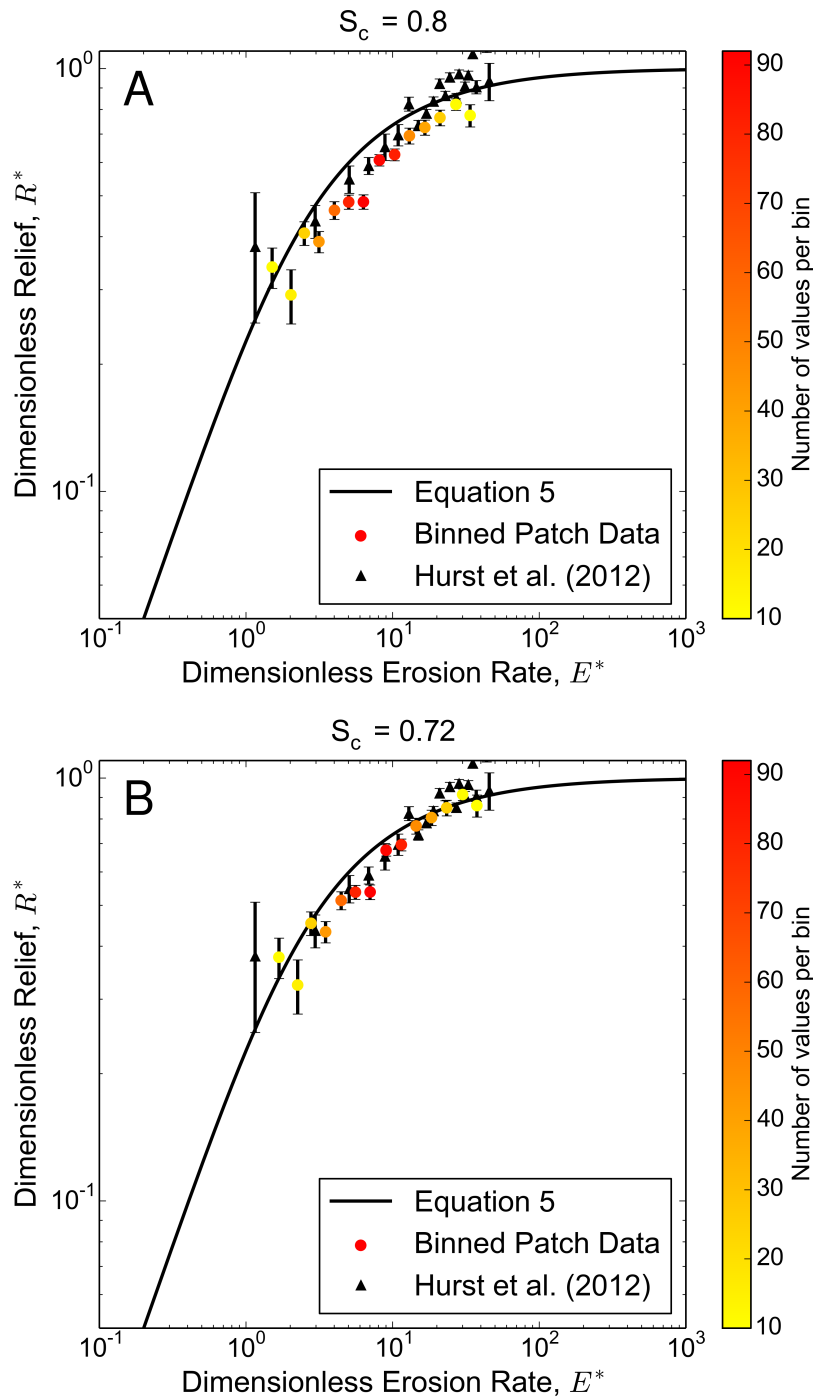 S_c = 0.8
A
10^0
10^-1
Dimensionless Relief, R*
10^-1 10^0 10^1 10^2 10^3
Dimensionless Erosion Rate, E*
Equation 5
Binned Patch Data
Hurst et al. (2012)
90
80
70
60
50
40
30
20
10
Number of values per bin
S_c = 0.72
B
10^0
10^-1
Dimensionless Relief, R*
10^-1 10^0 10^1 10^2 10^3
Dimensionless Erosion Rate, E*
Equation 5
Binned Patch Data
Hurst et al. (2012)
90
80
70
60
50
40
30
20
10
Number of values per bin